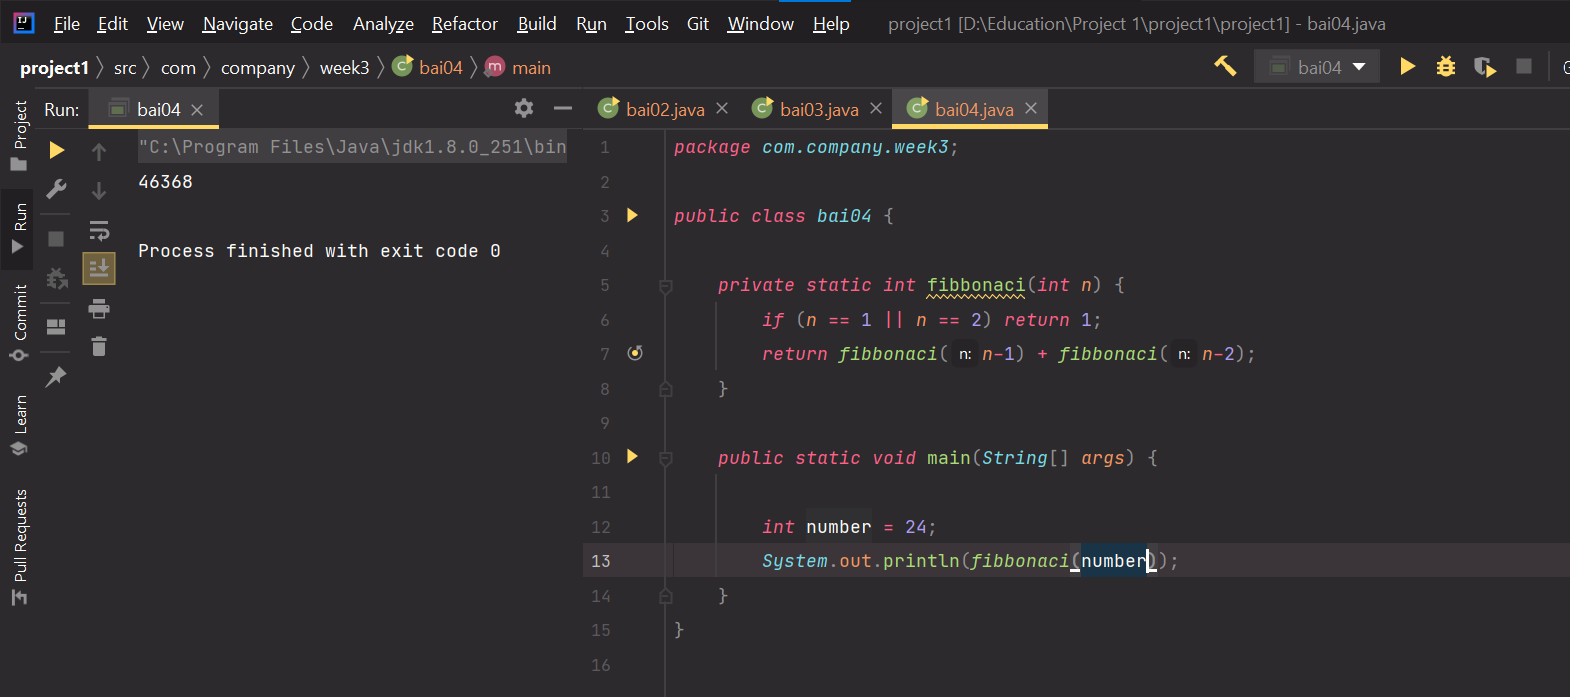 File Edit View Navigate Code Analyze Refactor Build Run Tools Git Window Help project1 [D:\Education\Project 1\project1\project1] - bai04.java
project1 src com company week3 bai04 main
bai04
Run: bai04
bai02.java bai03.java bai04.java
Project
Run
Commit
Learn
Pull Requests
"C:\Program Files\Java\jdk1.8.0_251\bin
46368
Process finished with exit code 0
1 package com.company.week3;
2
3 public class bai04 {
4
5 private static int fibbonaci(int n) {
6 if (n == 1 || n == 2) return 1;
7 return fibbonaci( n: n-1) + fibbonaci( n: n-2);
8 }
9
10 public static void main(String[] args) {
11
12 int number = 24;
13 System.out.println(fibbonaci(number));
14 }
15 }
16